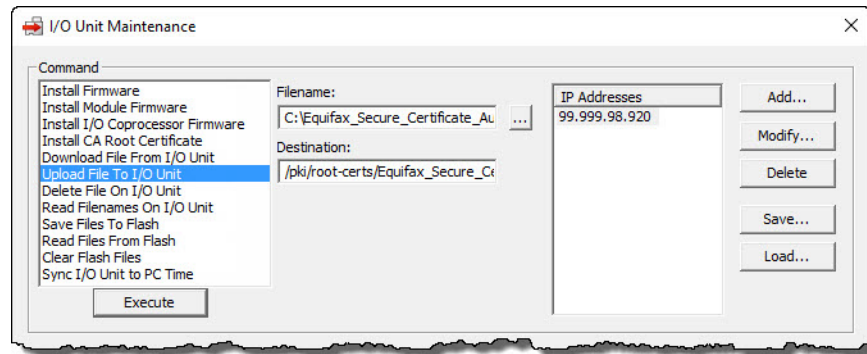 I/O Unit Maintenance
Command
Install Firmware
Install Module Firmware
Install I/O Coprocessor Firmware
Install CA Root Certificate
Download File From I/O Unit
Upload File To I/O Unit
Delete File On I/O Unit
Read Filenames On I/O Unit
Save Files To Flash
Read Files From Flash
Clear Flash Files
Sync I/O Unit to PC Time
Execute
Filename:
C:\Equifax_Secure_Certificate_Au
...
Destination:
/pki/root-certs/Equifax_Secure_Ce
IP Addresses
99.999.98.920
Add...
Modify...
Delete
Save...
Load...